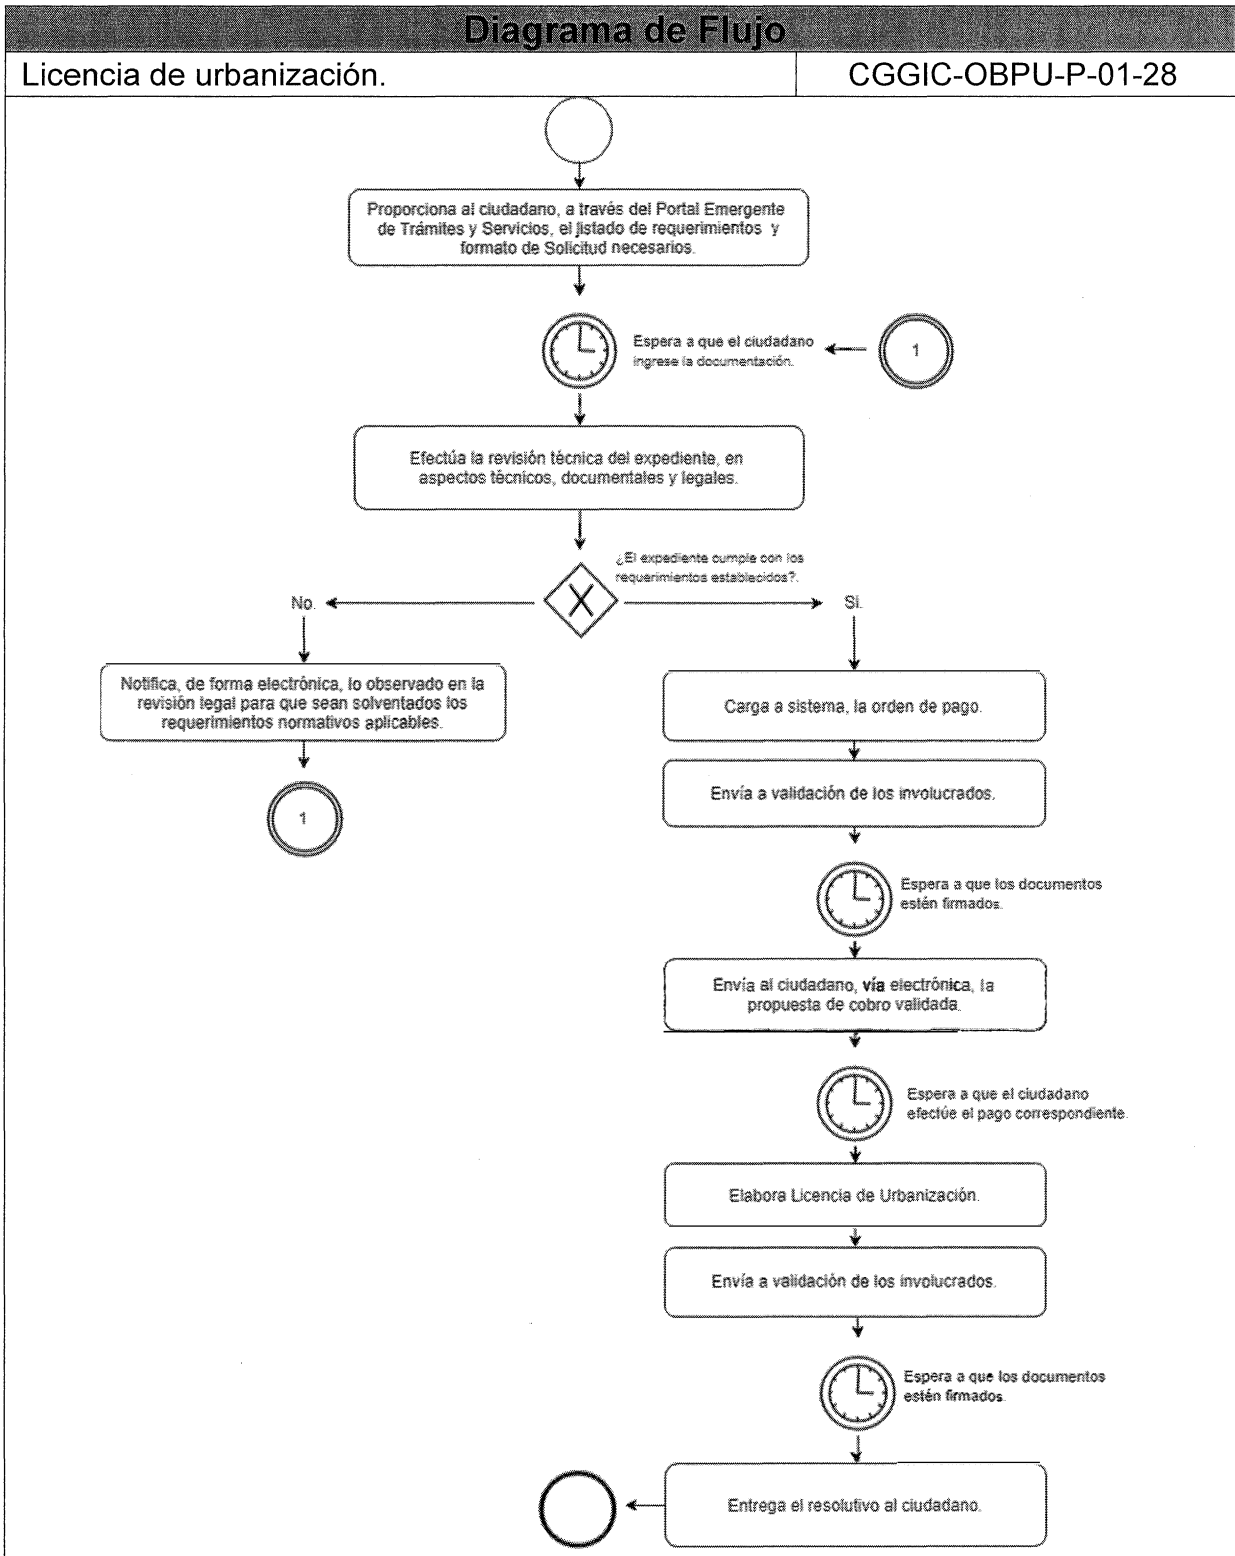 Diagrama de Flujo
Licencia de urbanización.
CGGIC-OBPU-P-01-28
Proporciona al ciudadano, a través del Portal Emergente
de Trámites y Servicios, el listado de requerimientos y
formato de Solicitud necesarios.
Espera a que el ciudadano
ingrese la documentación.
1
Efectúa la revisión técnica del expediente, en
aspectos técnicos, documentales y legales.
¿El expediente cumple con los
requerimientos establecidos?.
No.
Si.
Notifica, de forma electrónica, lo observado en la
revisión legal para que sean solventados los
requerimientos normativos aplicables.
1
Carga a sistema, la orden de pago.
Envía a validación de los involucrados.
Espera a que los documentos
estén firmados.
Envía al ciudadano, vía electrónica, la
propuesta de cobro validada.
Espera a que el ciudadano
efectúe el pago correspondiente.
Elabora Licencia de Urbanización.
Envía a validación de los involucrados.
Espera a que los documentos
estén firmados.
Entrega el resolutivo al ciudadano.